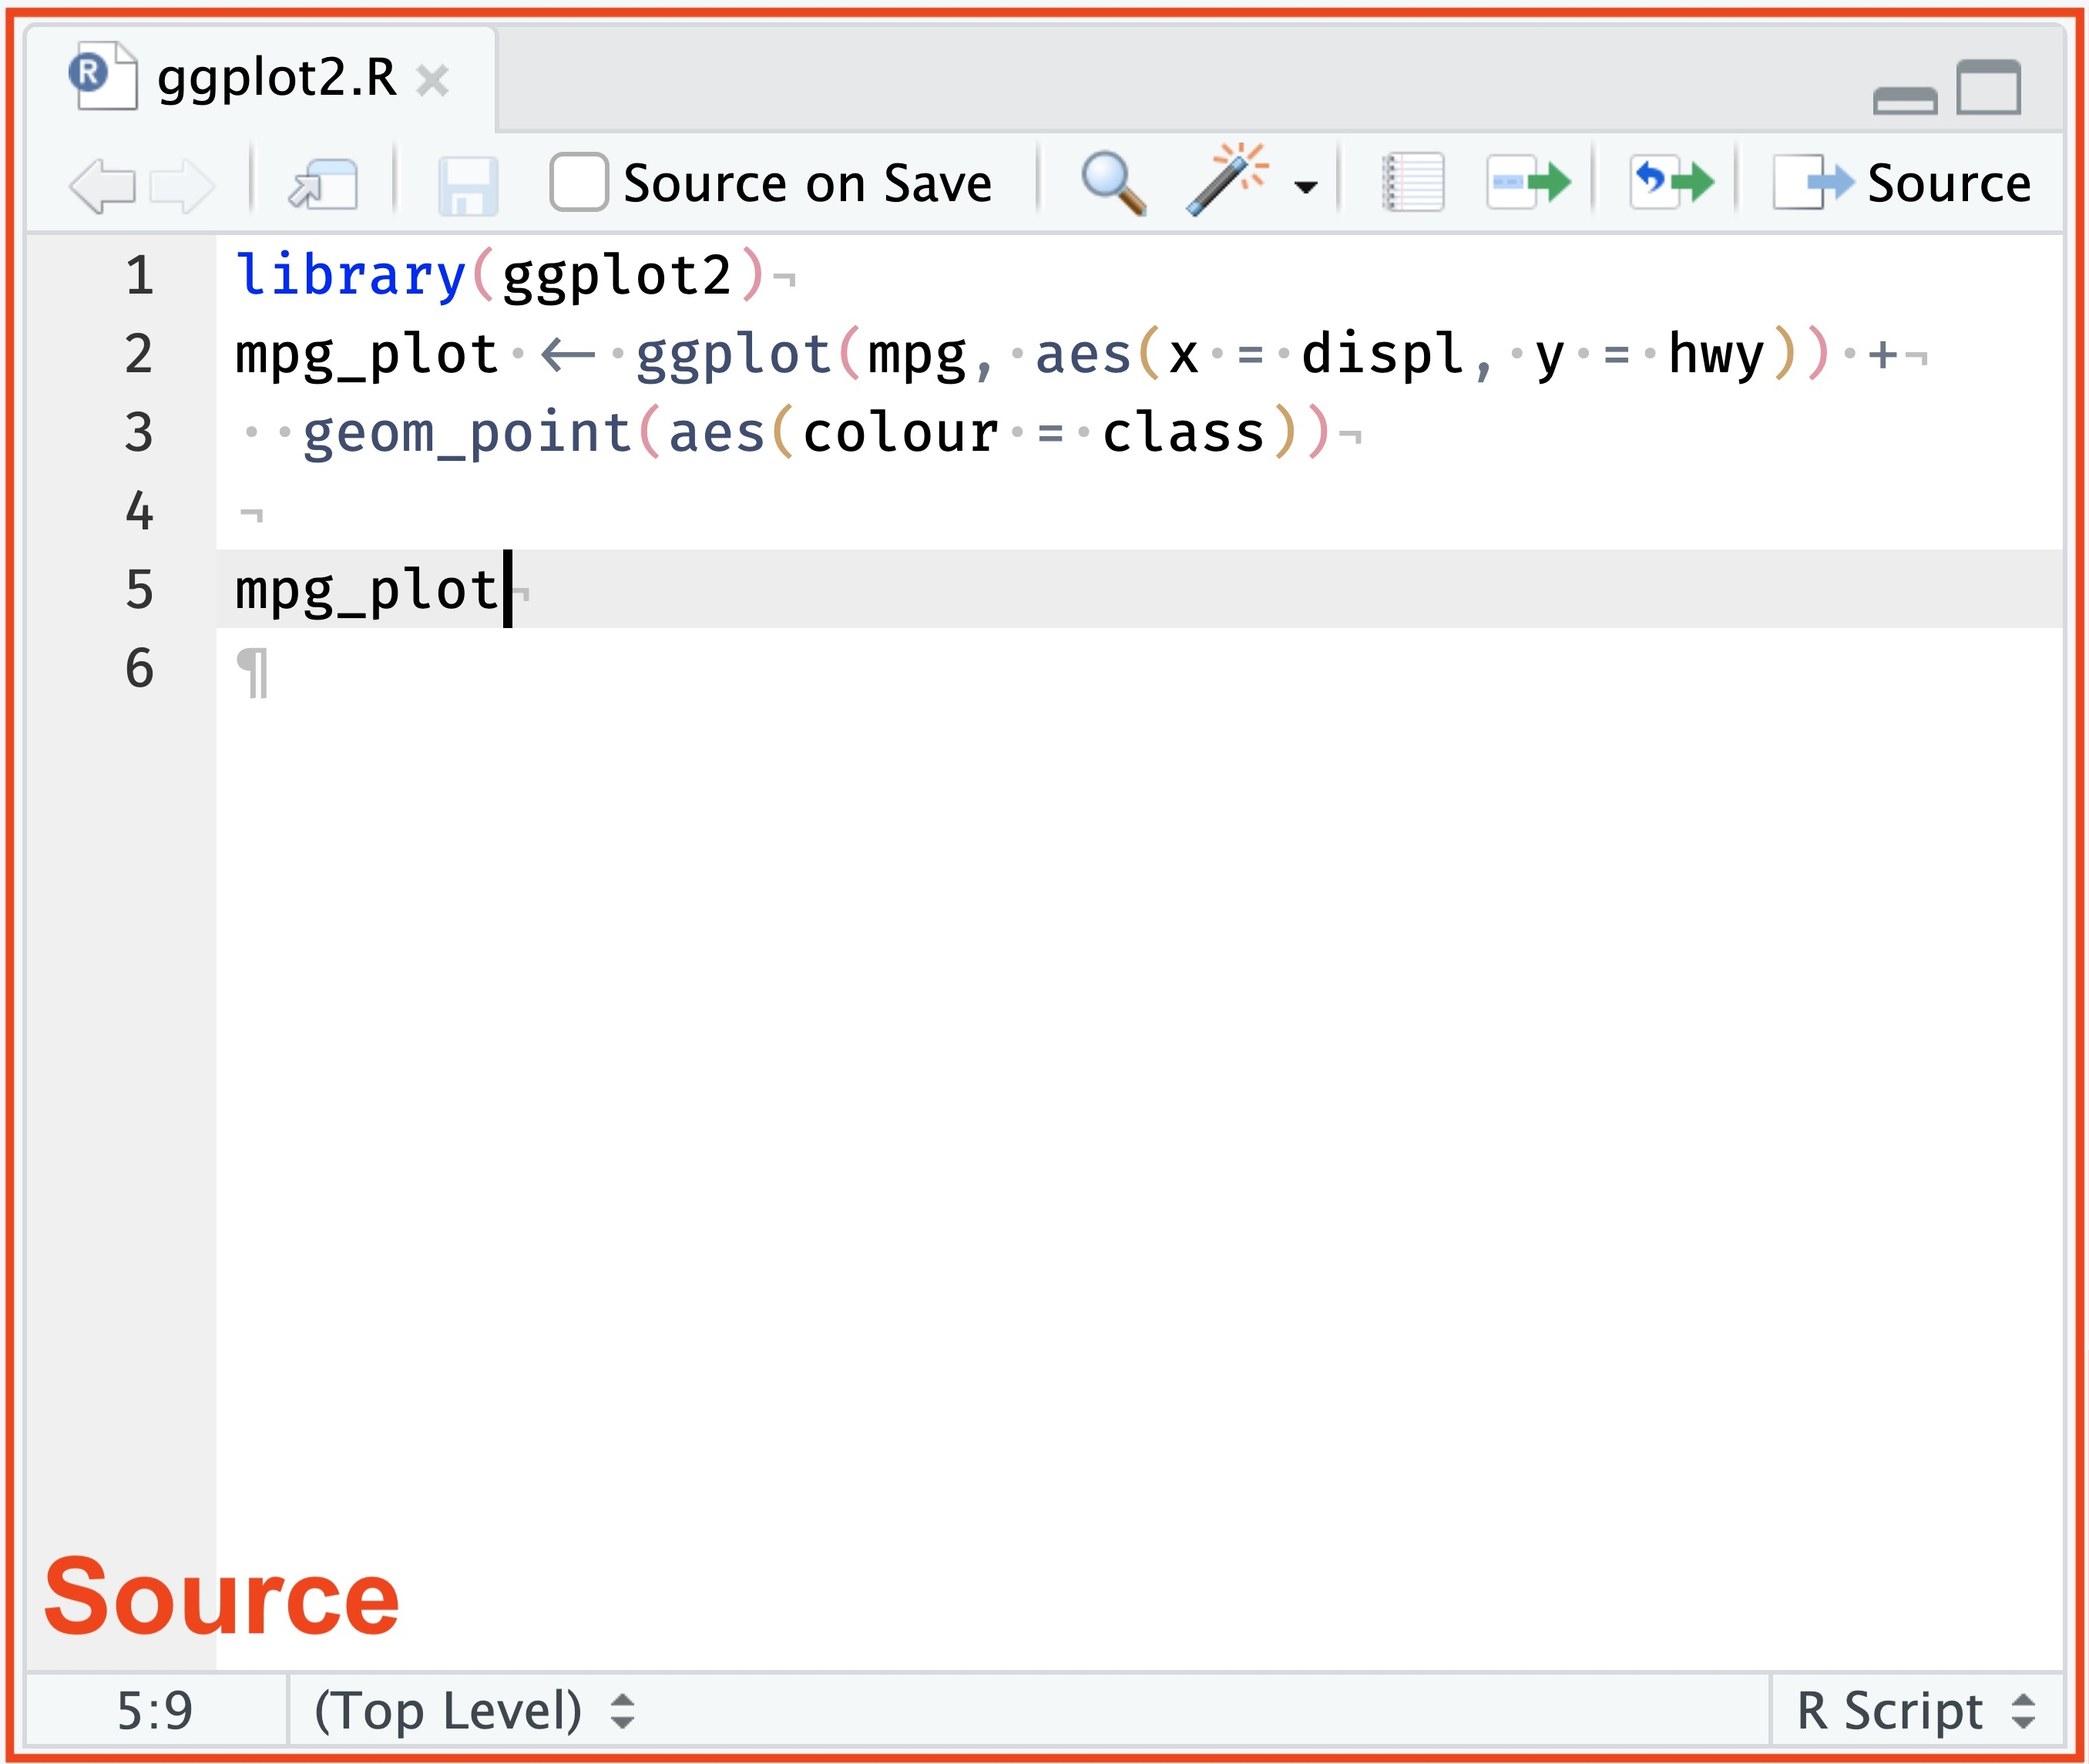 ggplot2.R
Source on Save
Source
1 library(ggplot2)¬
2 mpg_plot·<-·ggplot(mpg,·aes(x·=·displ,·y·=·hwy))·+¬
3 ··geom_point(aes(colour·=·class))¬
4 ¬
5 mpg_plot¬
6 ¶
Source
5:9 (Top Level) R Script